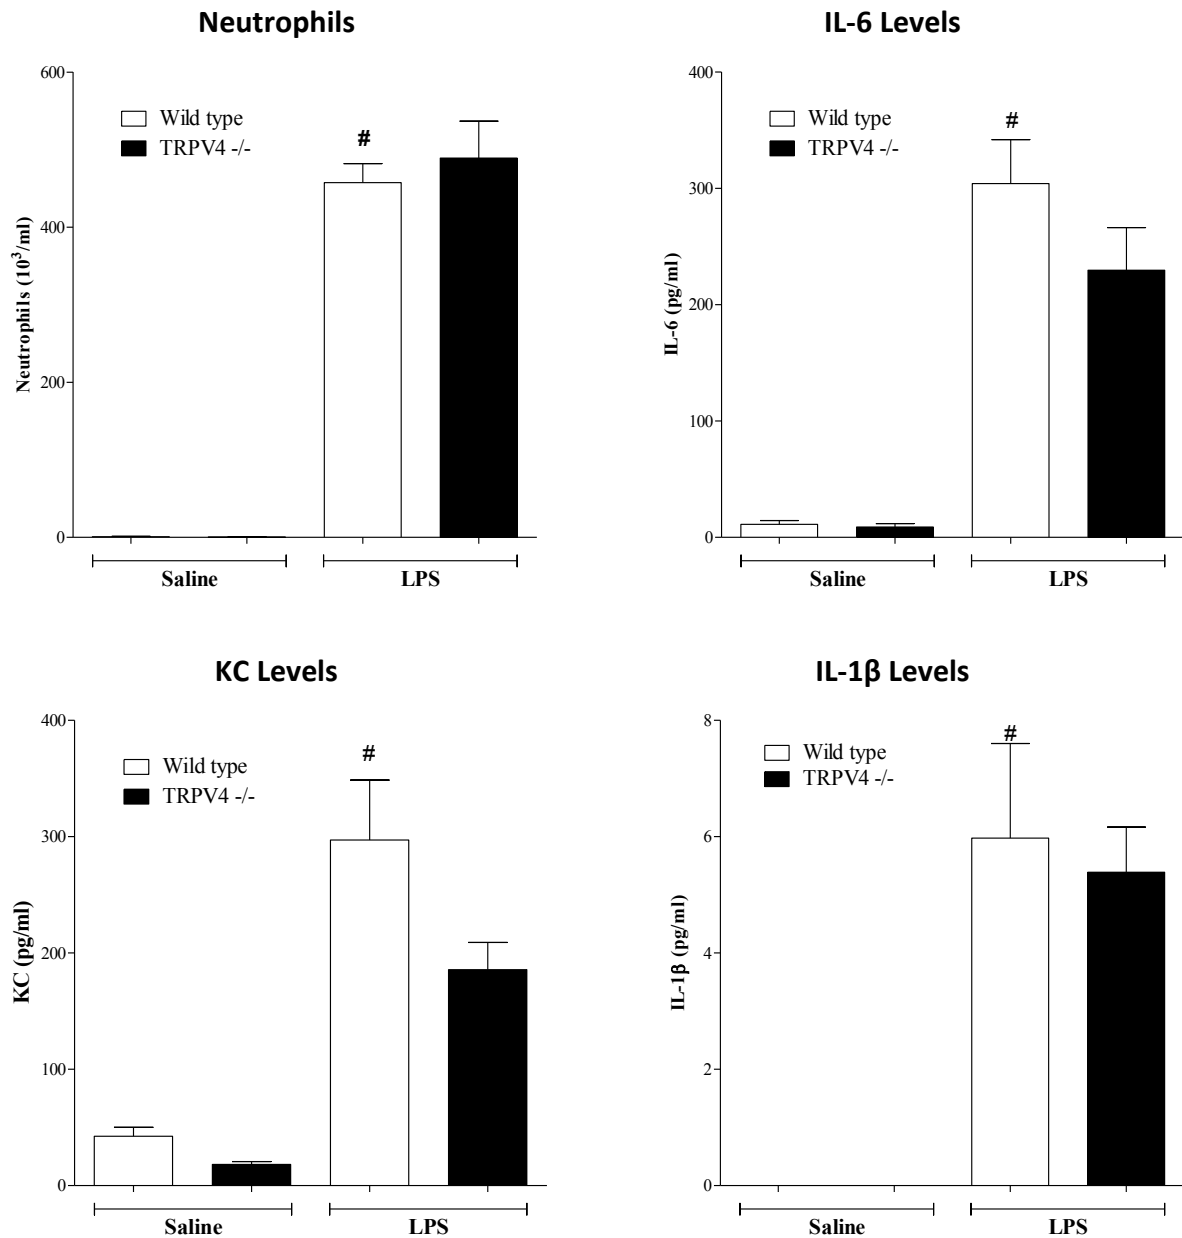 Neutrophils
600
400
200
0
Neutrophils (10³/ml)
Wild type
TRPV4 -/-
#
Saline
LPS
IL-6 Levels
400
300
200
100
0
IL-6 (pg/ml)
Wild type
TRPV4 -/-
#
Saline
LPS
KC Levels
400
300
200
100
0
KC (pg/ml)
Wild type
TRPV4 -/-
#
Saline
LPS
IL-1β Levels
8
6
4
2
0
IL-1β (pg/ml)
Wild type
TRPV4 -/-
#
Saline
LPS